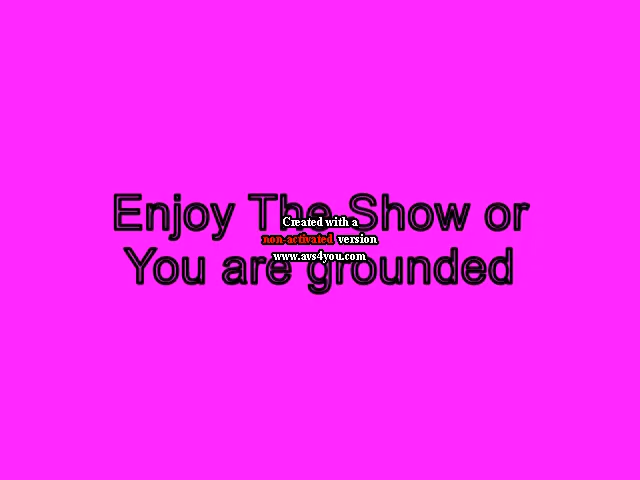 Enjoy The Show or
You are grounded
Created with a
non-activated version
www.avs4you.com